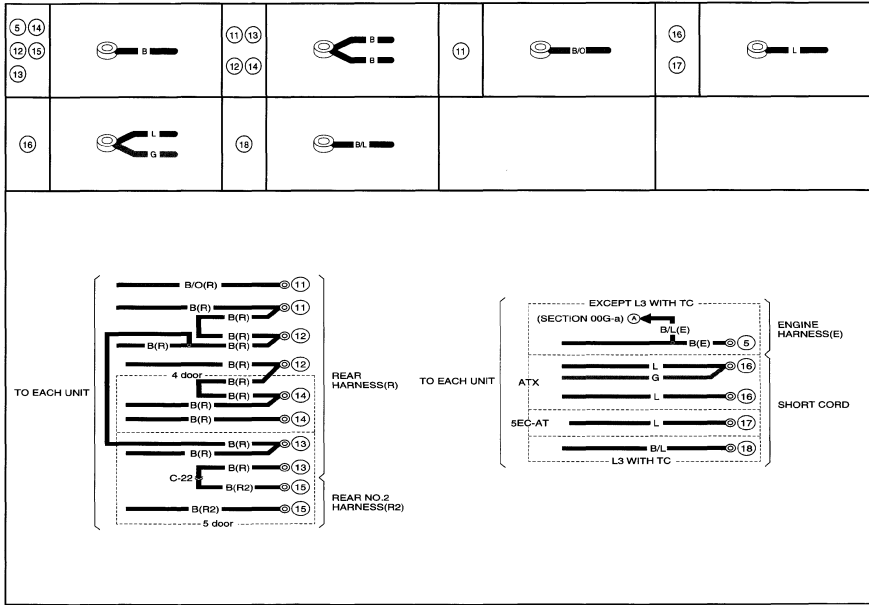 5 14
12 15
13
B
11 13
12 14
B
B
11
B/O
16
17
L
16
L
G
18
B/L
TO EACH UNIT
B/O(R) 11
B(R) 11
B(R)
B(R) 12
B(R) B(R)
B(R) 12
4 door
B(R)
B(R) 14
B(R)
B(R) 14
B(R) 13
B(R)
B(R) 13
C-22
B(R2) 15
B(R2) 15
5 door
REAR
HARNESS(R)
REAR NO.2
HARNESS(R2)
TO EACH UNIT
EXCEPT L3 WITH TC
(SECTION 00G-a) A
B/L(E)
B(E) 5
ENGINE
HARNESS(E)
ATX
L 16
G
L 16
5EC-AT L 17
B/L 18
L3 WITH TC
SHORT CORD